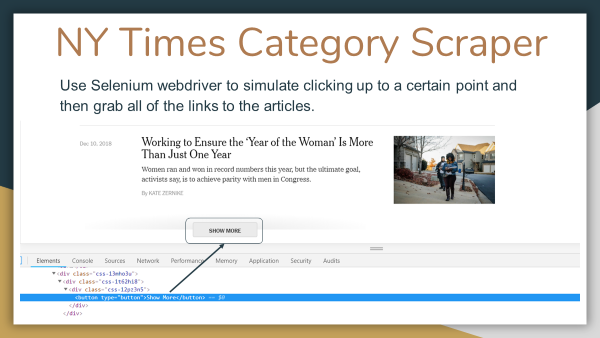 NY Times Category Scraper
Use Selenium webdriver to simulate clicking up to a certain point and
then grab all of the links to the articles.
Dec 10, 2018
Working to Ensure the ‘Year of the Woman’ Is More
Than Just One Year
Women ran and won in record numbers this year, but the ultimate goal,
activists say, is to achieve parity with men in Congress.
By KATE ZERNIKE
SHOW MORE
Elements Console Sources Network Performance Memory Application Security Audits
▼<div class="css-13mho3u">
▼<div class="css-1t62hi8">
▼<div class="css-i2pz3n5">
<button type="button">Show More</button> == $0
</div>
</div>